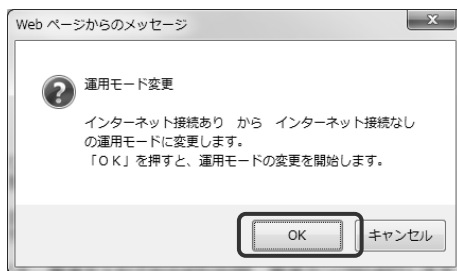 Web ページからのメッセージ
x
?
運用モード変更
インターネット接続あり から インターネット接続なし
の運用モードに変更します。
「OK」を押すと、運用モードの変更を開始します。
OK キャンセル